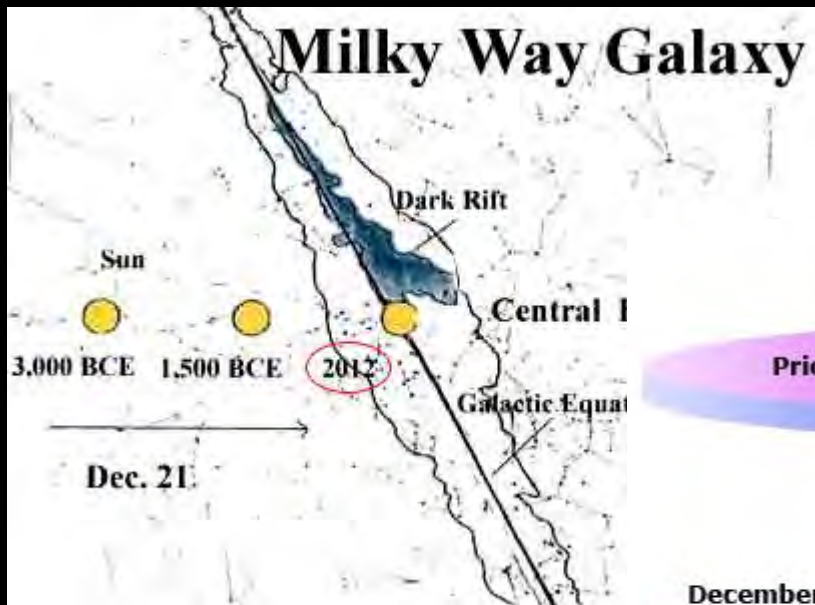 Milky Way Galaxy
Dark Rift
Sun
Central
3,000 BCE 1,500 BCE 2012
Galactic Equat
Dec. 21
Pric
December